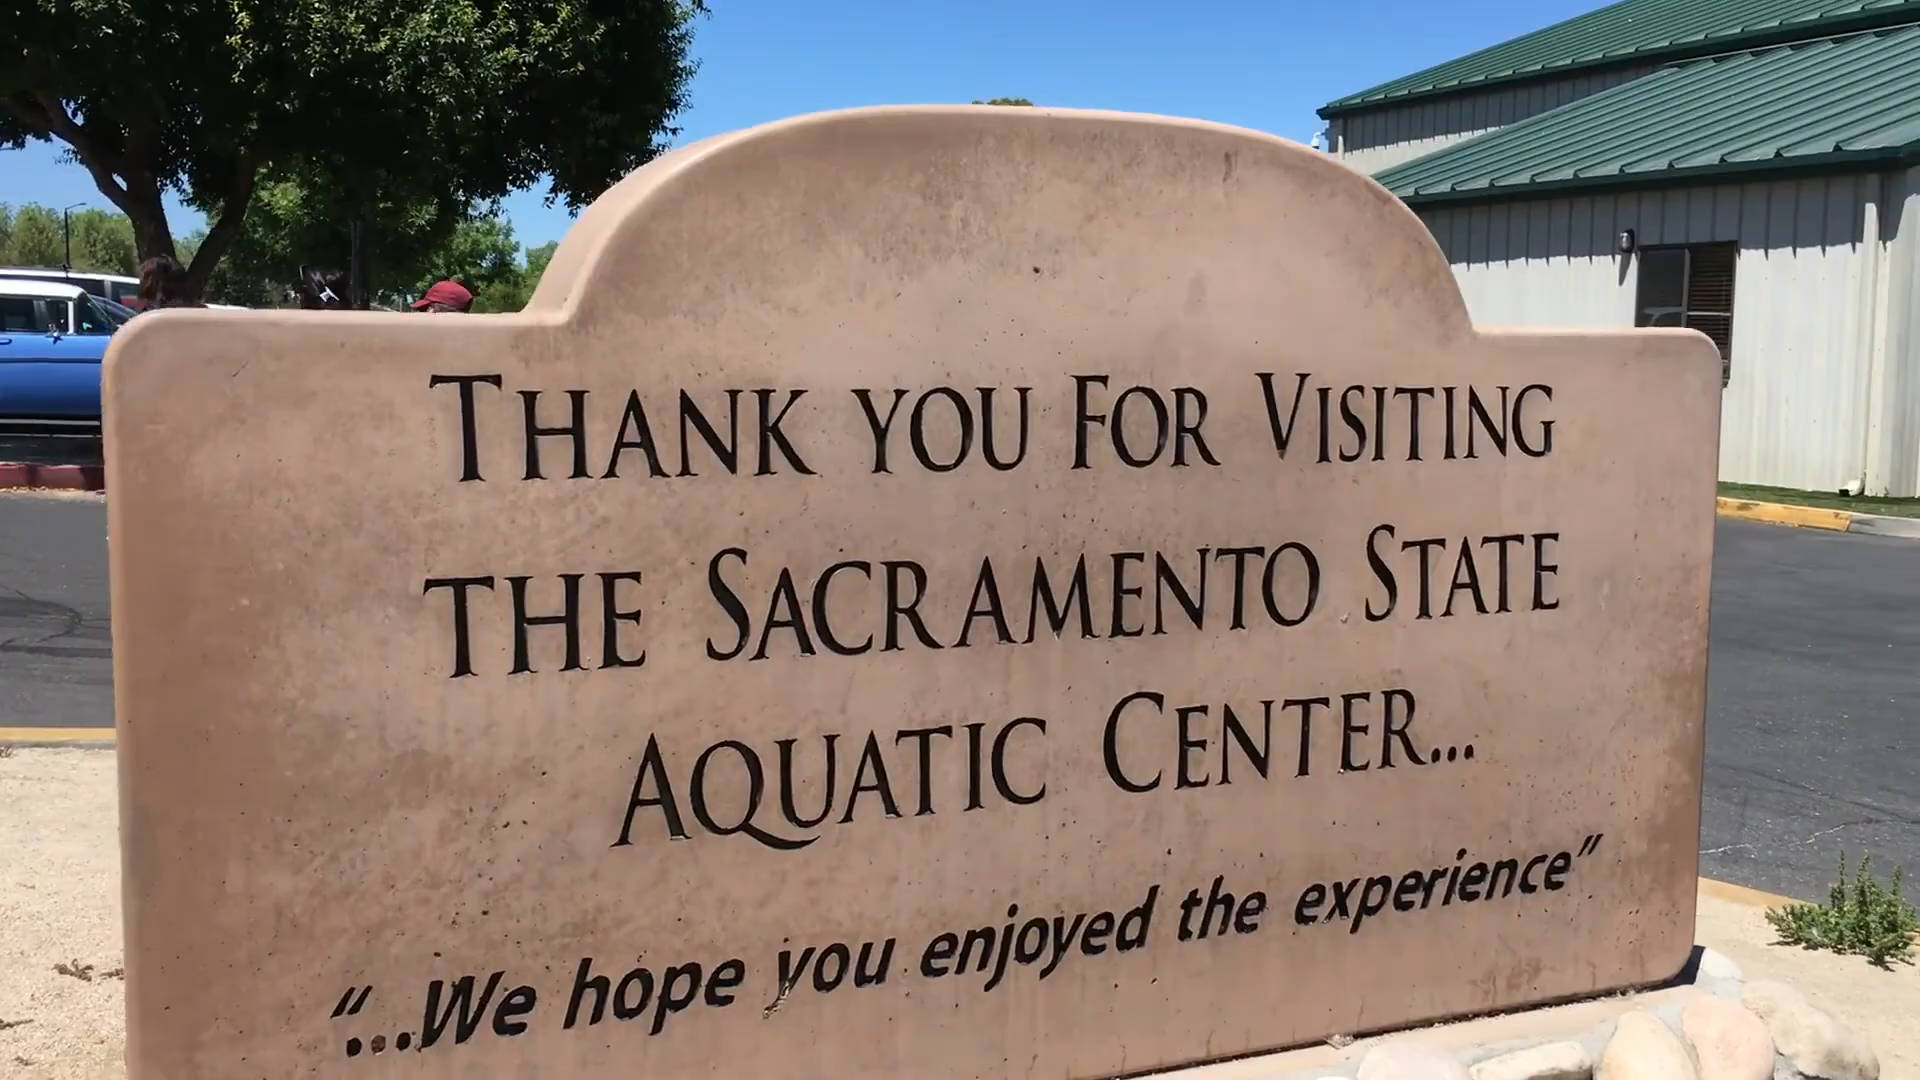 THANK YOU FOR VISITING
THE SACRAMENTO STATE
AQUATIC CENTER...
"...We hope you enjoyed the experience"